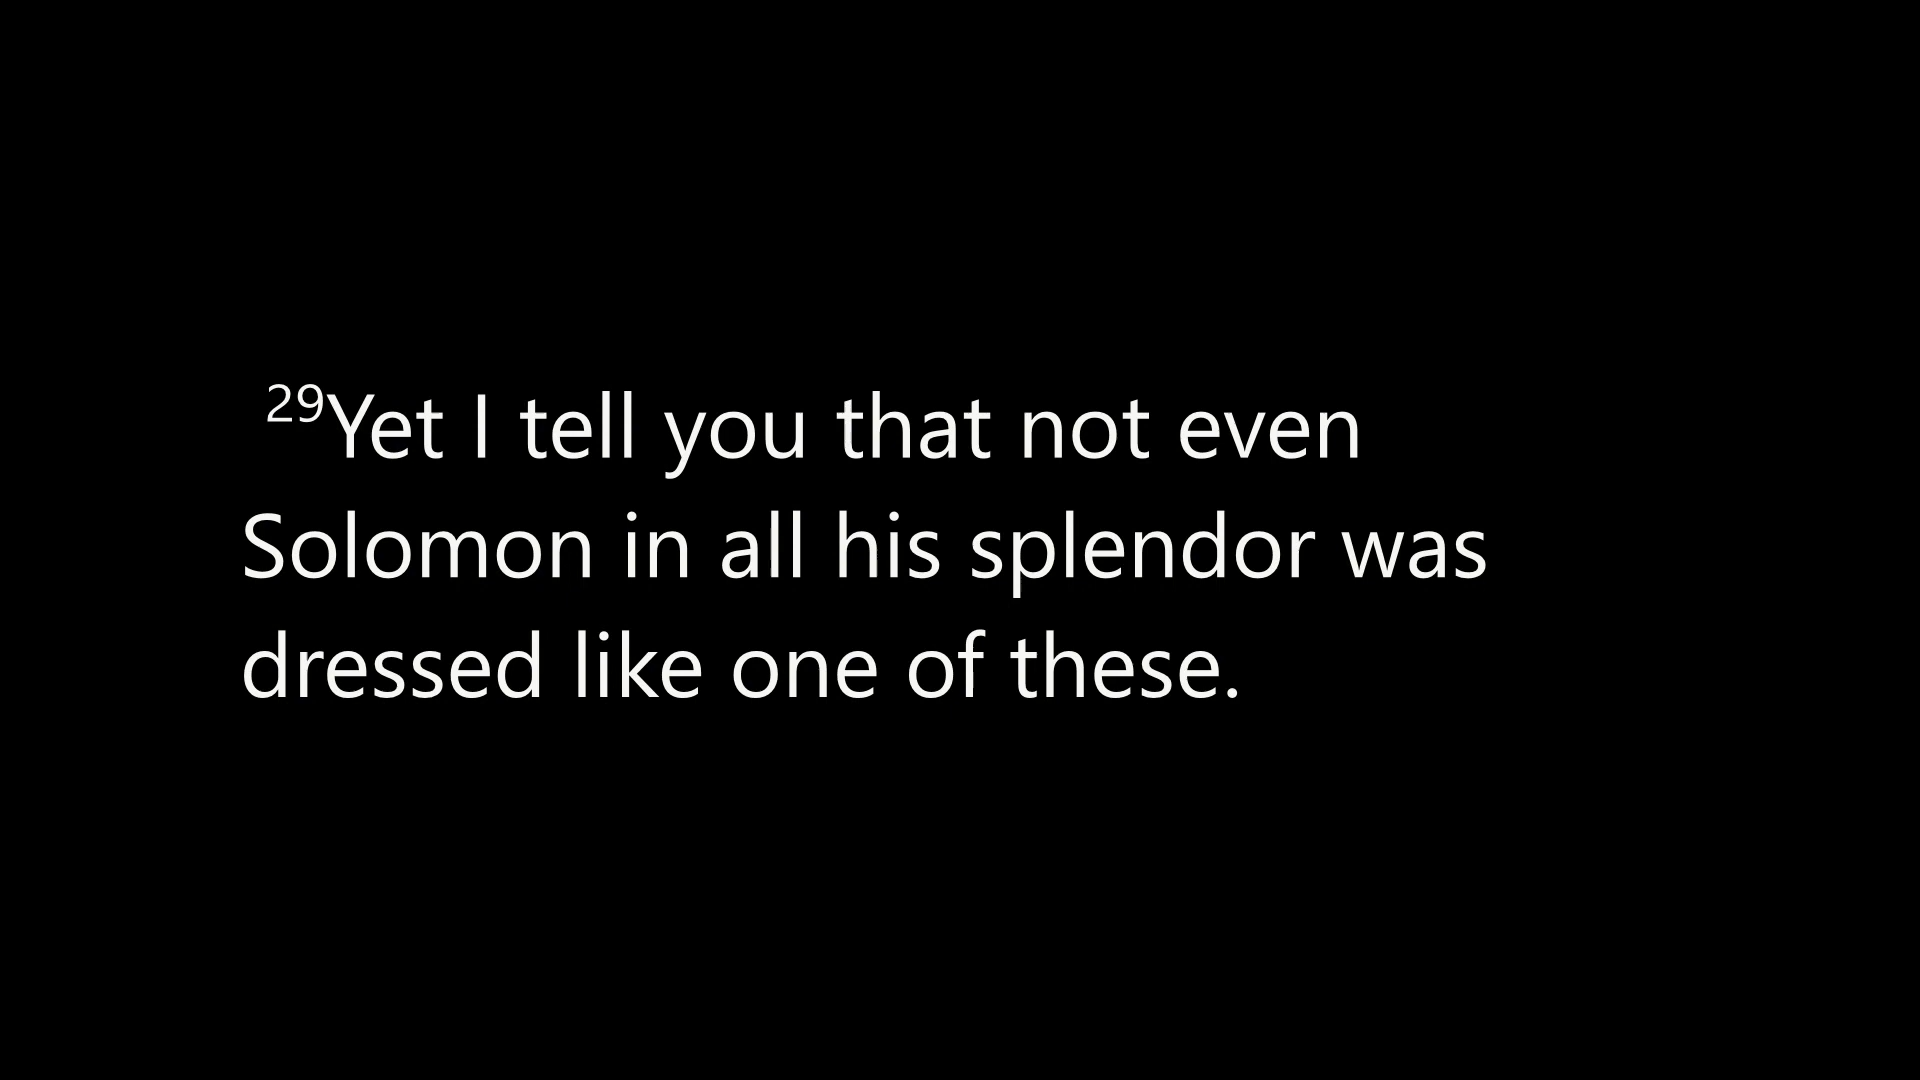 29Yet I tell you that not even
Solomon in all his splendor was
dressed like one of these.